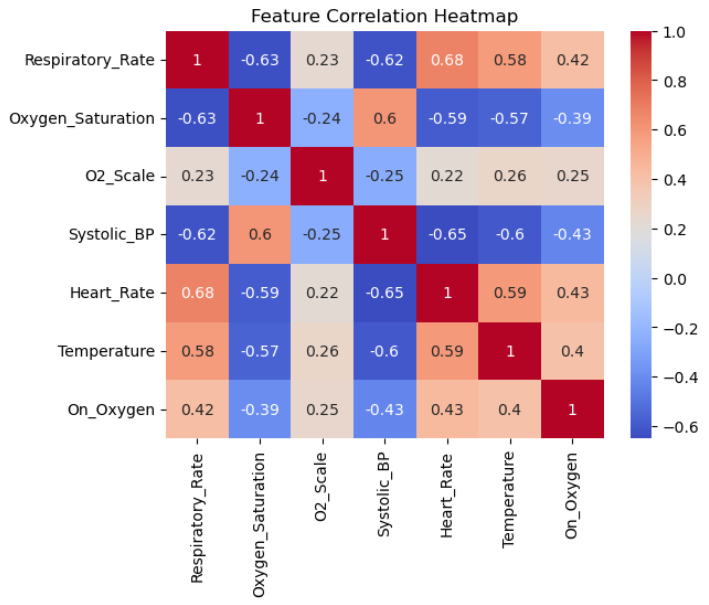 Feature Correlation Heatmap
Respiratory_Rate 1 -0.63 0.23 -0.62 0.68 0.58 0.42
Oxygen_Saturation -0.63 1 -0.24 0.6 -0.59 -0.57 -0.39
O2_Scale 0.23 -0.24 1 -0.25 0.22 0.26 0.25
Systolic_BP -0.62 0.6 -0.25 1 -0.65 -0.6 -0.43
Heart_Rate 0.68 -0.59 0.22 -0.65 1 0.59 0.43
Temperature 0.58 -0.57 0.26 -0.6 0.59 1 0.4
On_Oxygen 0.42 -0.39 0.25 -0.43 0.43 0.4 1
Respiratory_Rate
Oxygen_Saturation
O2_Scale
Systolic_BP
Heart_Rate
Temperature
On_Oxygen
1.0
0.8
0.6
0.4
0.2
0.0
−0.2
−0.4
−0.6